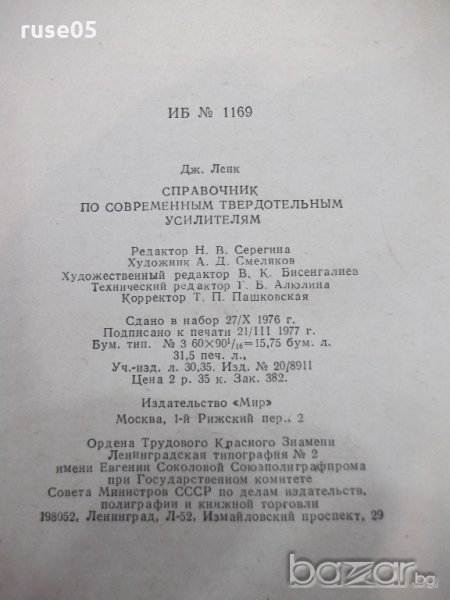 ruse05
ИБ № 1169
Дж. Ленк
СПРАВОЧНИК
ПО СОВРЕМЕННЫМ ТВЕРДОТЕЛЬНЫМ
УСИЛИТЕЛЯМ
Редактор Н. В. Серегина
Художник А. Д. Смеляков
Художественный редактор В. К. Бисенгалиев
Технический редактор Г. Б. Алюлина
Корректор Т. П. Пашковская
Сдано в набор 27/X 1976 г.
Подписано к печати 21/III 1977 г.
Бум. тип. № 3 60×90¹/₁₆=15,75 бум. л.
31,5 печ. л.,
Уч.-изд. л. 30,35. Изд. № 20/8911
Цена 2 р. 35 к. Зак. 382.
Издательство «Мир»
Москва, 1-й Рижский пер., 2
Ордена Трудового Красного Знамени
Ленинградская типография № 2
имени Евгении Соколовой Союзполиграфпрома
при Государственном комитете
Совета Министров СССР по делам издательств,
полиграфии и книжной торговли
198052, Ленинград, Л-52, Измайловский проспект, 29
bazar.bg